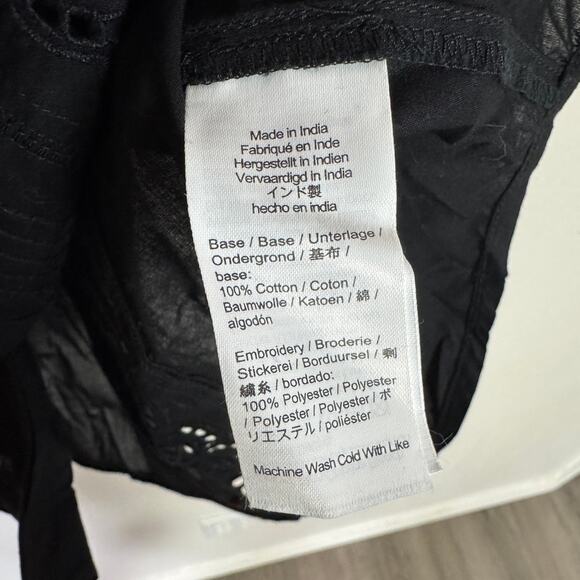 Made in India
Fabriqué en Inde
Hergestellt in Indien
Vervaardigd in India
インド製
hecho en india
Base / Base / Unterlage /
Ondergrond / 基布 /
base:
100% Cotton / Coton /
Baumwolle / Katoen / 綿 /
algodón
Embroidery / Broderie /
Stickerei / Borduursel / 刺
繍糸 / bordado:
100% Polyester / Polyester
/ Polyester / Polyester / ポ
リエステル / poliéster
Machine Wash Cold With Like